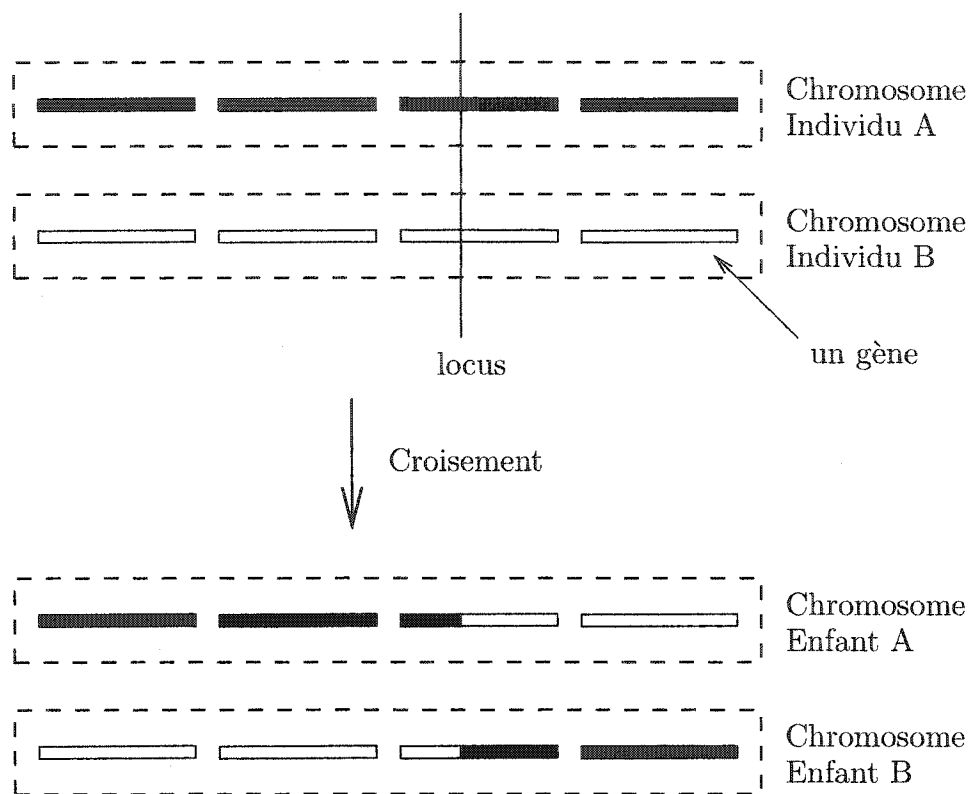 Chromosome
Individu A
Chromosome
Individu B
un gène
locus
Croisement
Chromosome
Enfant A
Chromosome
Enfant B